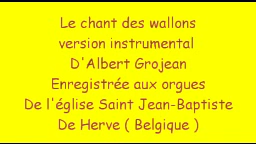 Le chant des wallons
version instrumental
D'Albert Grojean
Enregistrée aux orgues
De l'église Saint Jean-Baptiste
De Herve ( Belgique )